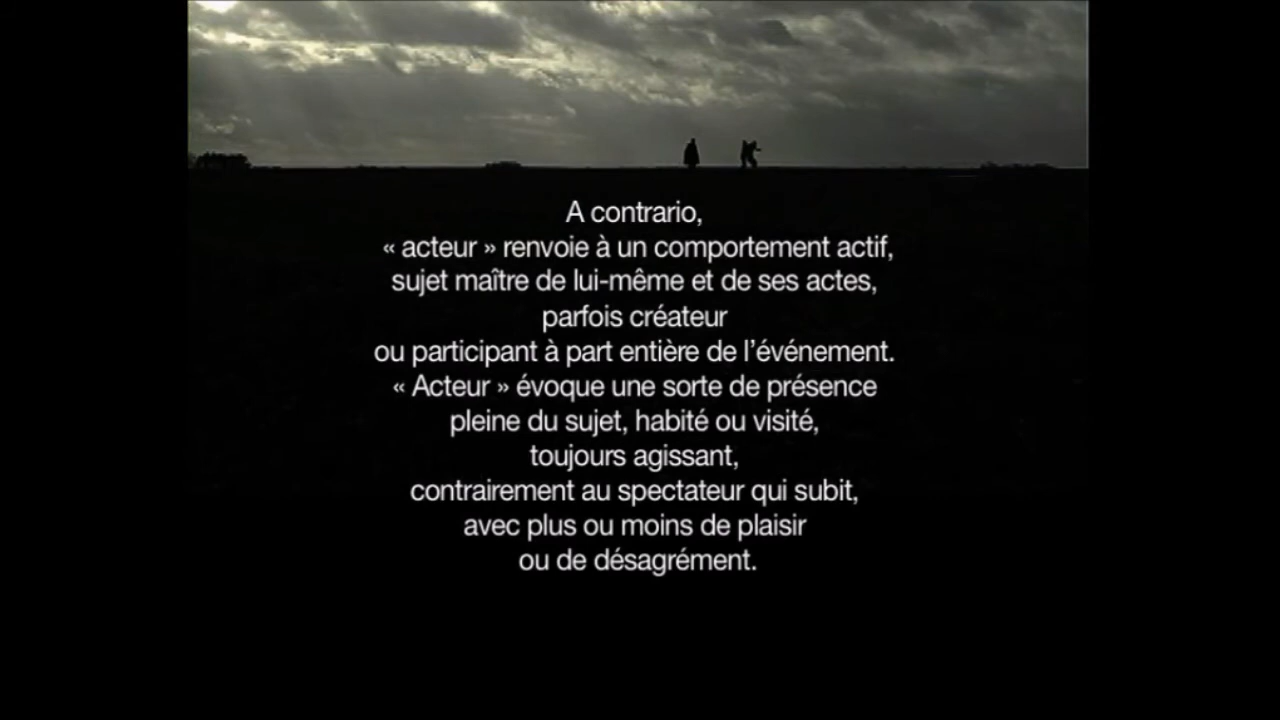 A contrario,
« acteur » renvoie à un comportement actif,
sujet maître de lui-même et de ses actes,
parfois créateur
ou participant à part entière de l’événement.
« Acteur » évoque une sorte de présence
pleine du sujet, habité ou visité,
toujours agissant,
contrairement au spectateur qui subit,
avec plus ou moins de plaisir
ou de désagrément.